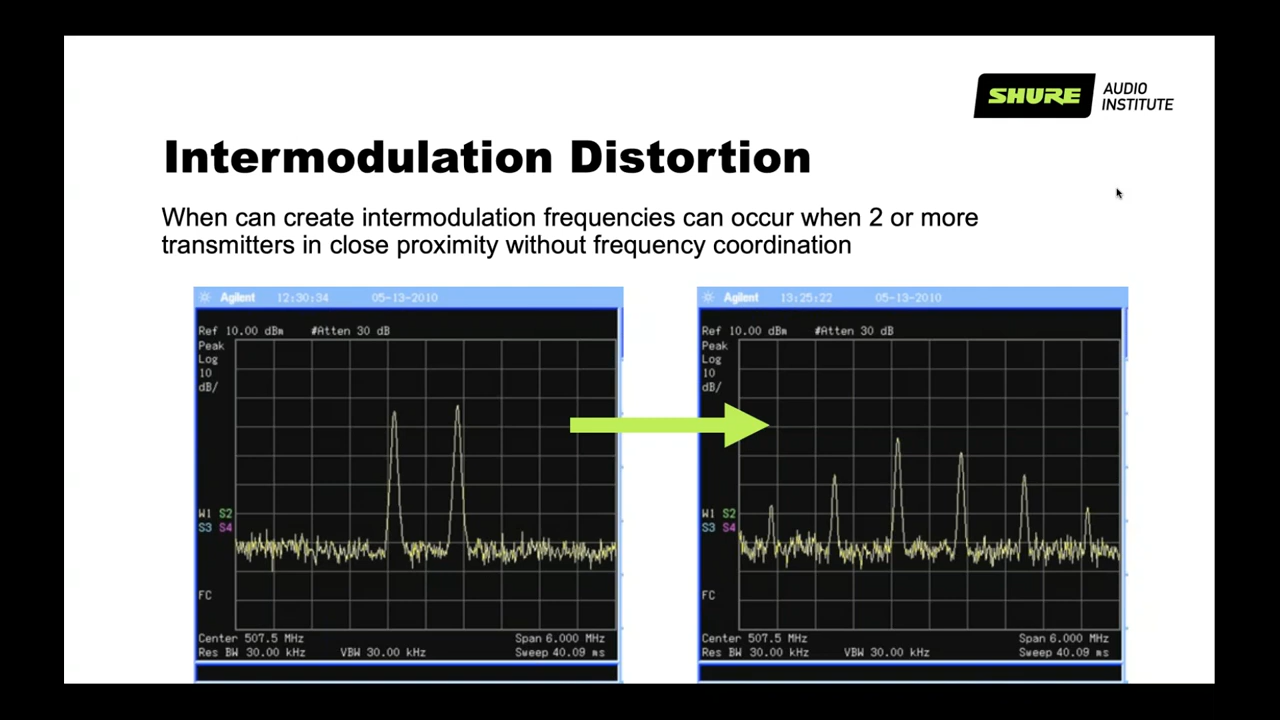 SHURE
AUDIO
INSTITUTE
Intermodulation Distortion
When can create intermodulation frequencies can occur when 2 or more
transmitters in close proximity without frequency coordination
Agilent 12:30:34 05-13-2010
Ref 10.00 dBm #Atten 30 dB
Peak
Log
10
dB/
W1 S2
S3 S4
FC
Center 507.5 MHz Span 6.000 MHz
Res BW 30.00 kHz VBW 30.00 kHz Sweep 40.09 ms
Agilent 13:25:22 05-13-2010
Ref 10.00 dBm #Atten 30 dB
Peak
Log
10
dB/
W1 S2
S3 S4
FC
Center 507.5 MHz Span 6.000 MHz
Res BW 30.00 kHz VBW 30.00 kHz Sweep 40.09 ms